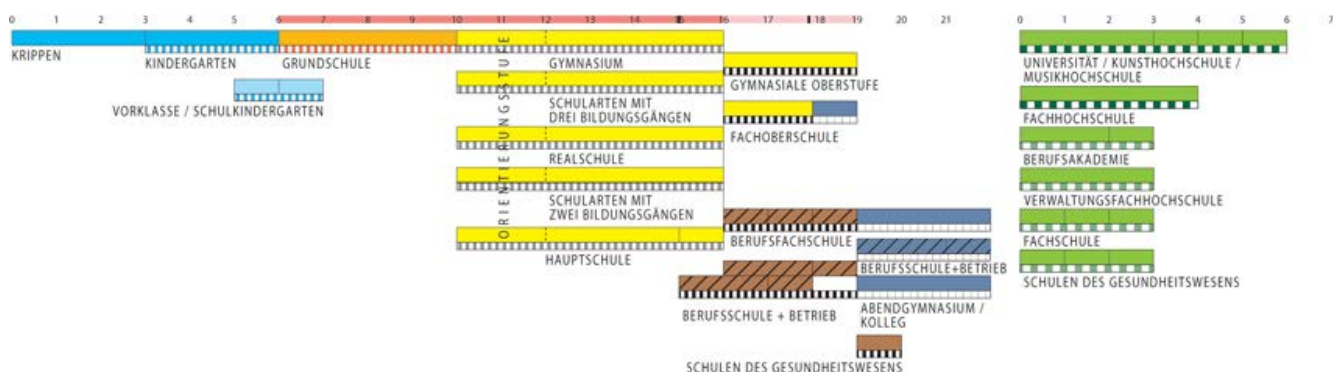 0 1 2 3 4 5 6 7 8 9 10 11 12 13 14 15 16 17 18 19 20 21
0 1 2 3 4 5 6 7
KRIPPEN
KINDERGARTEN
GRUNDSCHULE
VORKLASSE / SCHULKINDERGARTEN
ORIENTIERUNGSSTUFE
GYMNASIUM
SCHULARTEN MIT
DREI BILDUNGSGÄNGEN
REALSCHULE
SCHULARTEN MIT
ZWEI BILDUNGSGÄNGEN
HAUPTSCHULE
GYMNASIALE OBERSTUFE
FACHOBERSCHULE
BERUFSFACHSCHULE
BERUFSSCHULE+BETRIEB
BERUFSSCHULE + BETRIEB
ABENDGYMNASIUM /
KOLLEG
SCHULEN DES GESUNDHEITSWESENS
UNIVERSITÄT / KUNSTHOCHSCHULE /
MUSIKHOCHSCHULE
FACHHOCHSCHULE
BERUFSAKADEMIE
VERWALTUNGSFACHHOCHSCHULE
FACHSCHULE
SCHULEN DES GESUNDHEITSWESENS